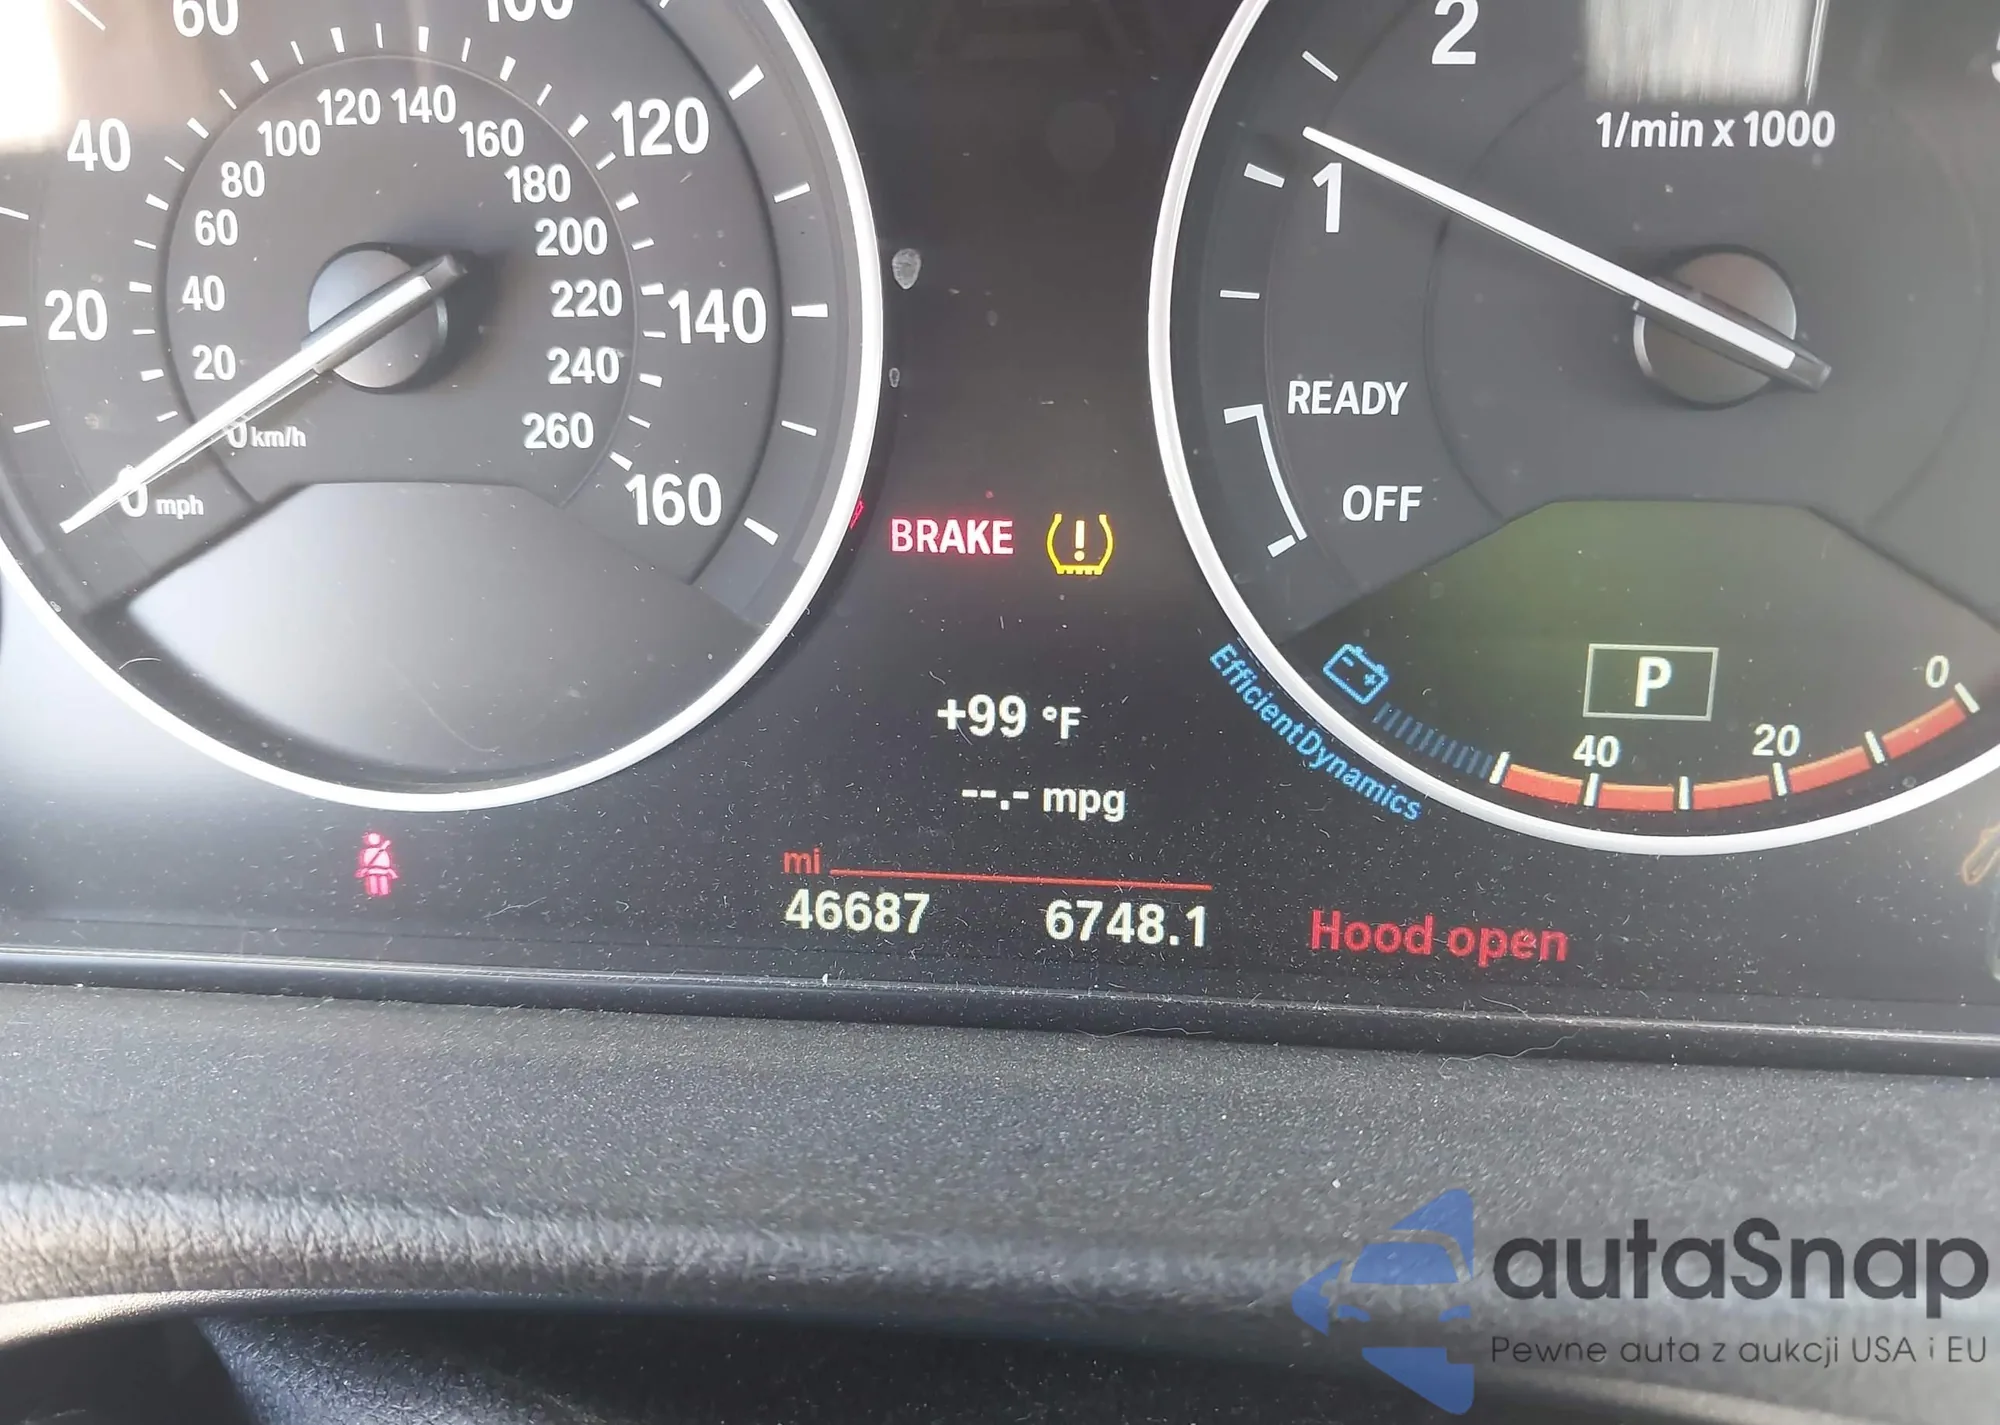 60
100
2
40
120
1/min x 1000
1
20
140
0 mph
160
120 140
100
160
80
180
60
200
40
220
20
240
0 km/h
260
READY
OFF
BRAKE
+99 °F
--.- mpg
EfficientDynamics
P
40
20
0
mi
46687 6748.1
Hood open
autaSnap
Pewne auta z aukcji USA i EU